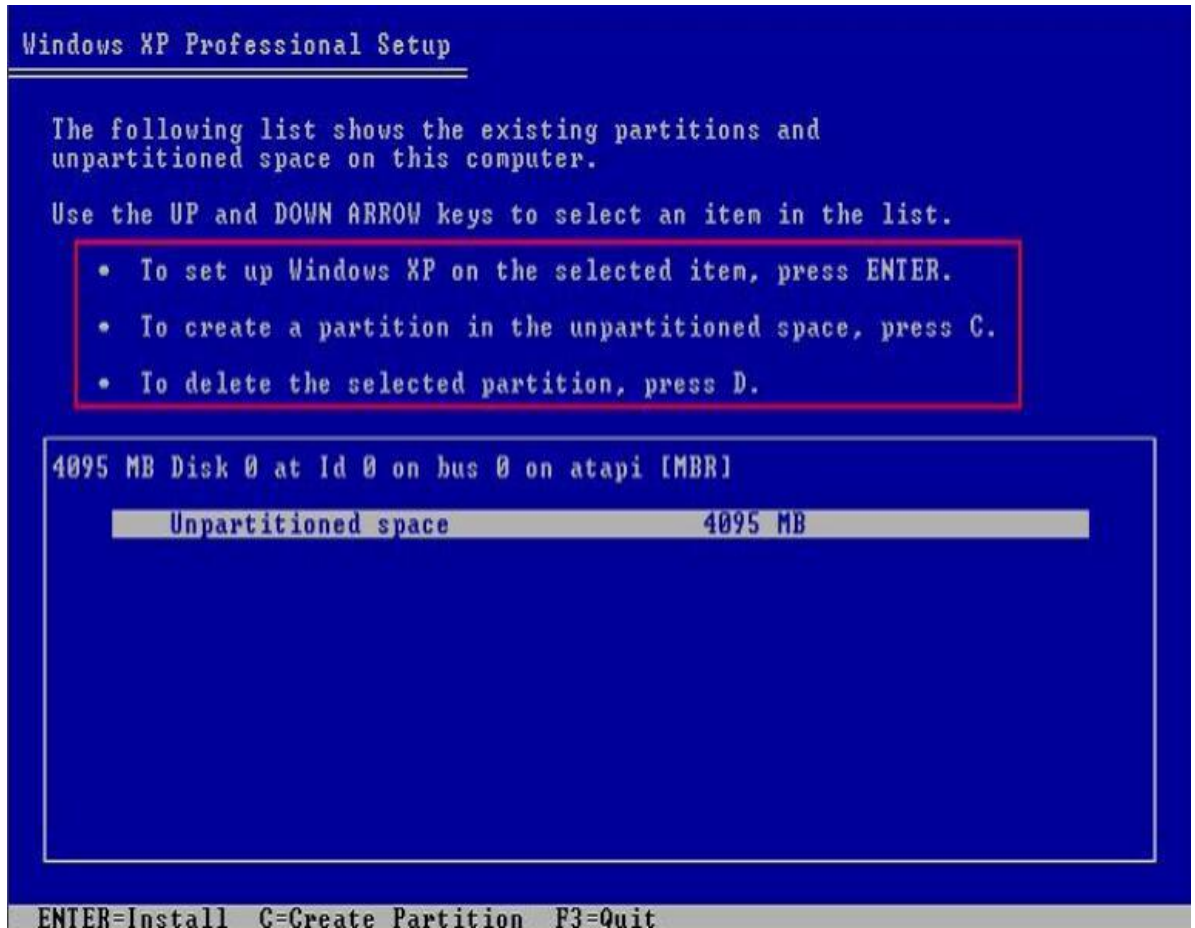 Windows XP Professional Setup
The following list shows the existing partitions and
unpartitioned space on this computer.
Use the UP and DOWN ARROW keys to select an item in the list.
• To set up Windows XP on the selected item, press ENTER.
• To create a partition in the unpartitioned space, press C.
• To delete the selected partition, press D.
4095 MB Disk 0 at Id 0 on bus 0 on atapi [MBR]
Unpartitioned space 4095 MB
ENTER=Install C=Create Partition F3=Quit